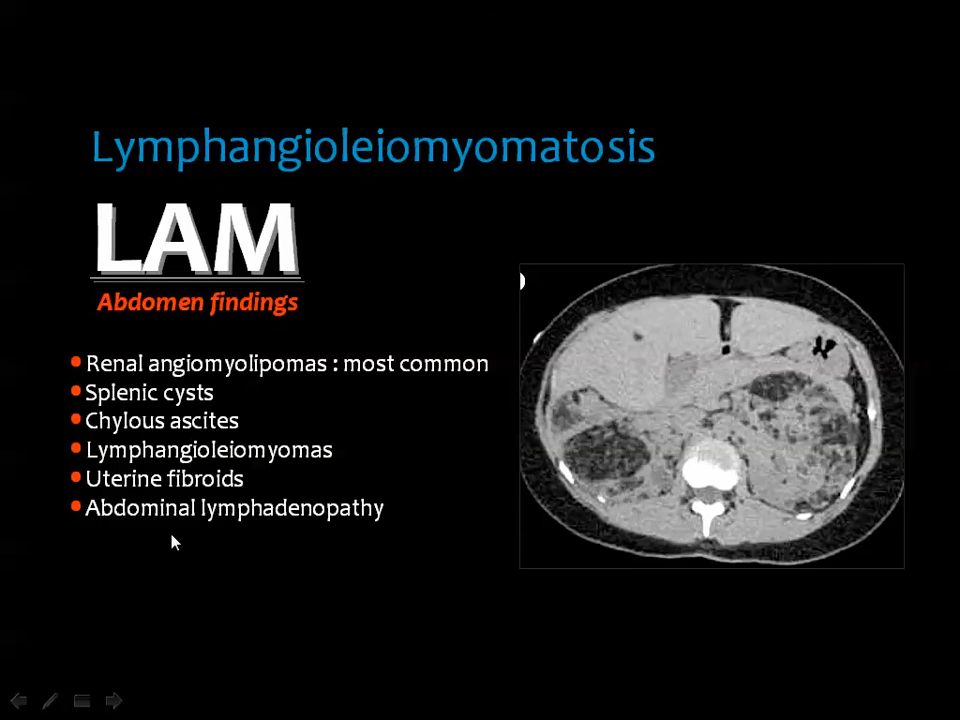 Lymphangioleiomyomatosis
LAM
Abdomen findings
• Renal angiomyolipomas : most common
• Splenic cysts
• Chylous ascites
• Lymphangioleiomyomas
• Uterine fibroids
• Abdominal lymphadenopathy